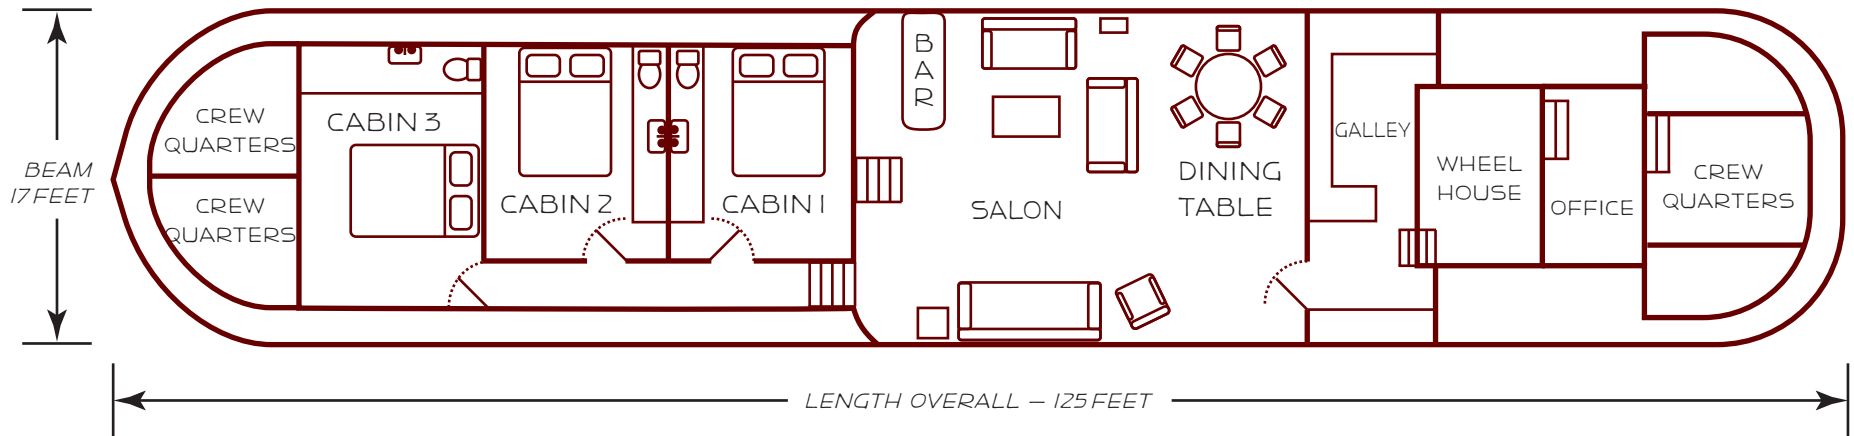 BEAM
17 FEET
CREW
QUARTERS
CREW
QUARTERS
CABIN 3
CABIN 2
CABIN 1
BAR
SALON
DINING
TABLE
GALLEY
WHEEL
HOUSE
OFFICE
CREW
QUARTERS
LENGTH OVERALL – 125 FEET